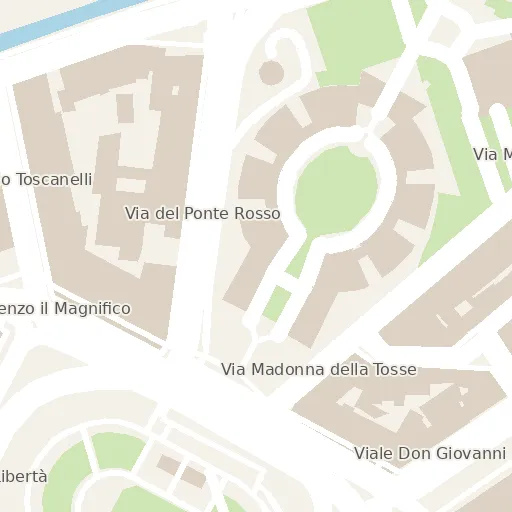 Via M
o Toscanelli
Via del Ponte Rosso
enzo il Magnifico
Via Madonna della Tosse
Viale Don Giovanni
ibertà